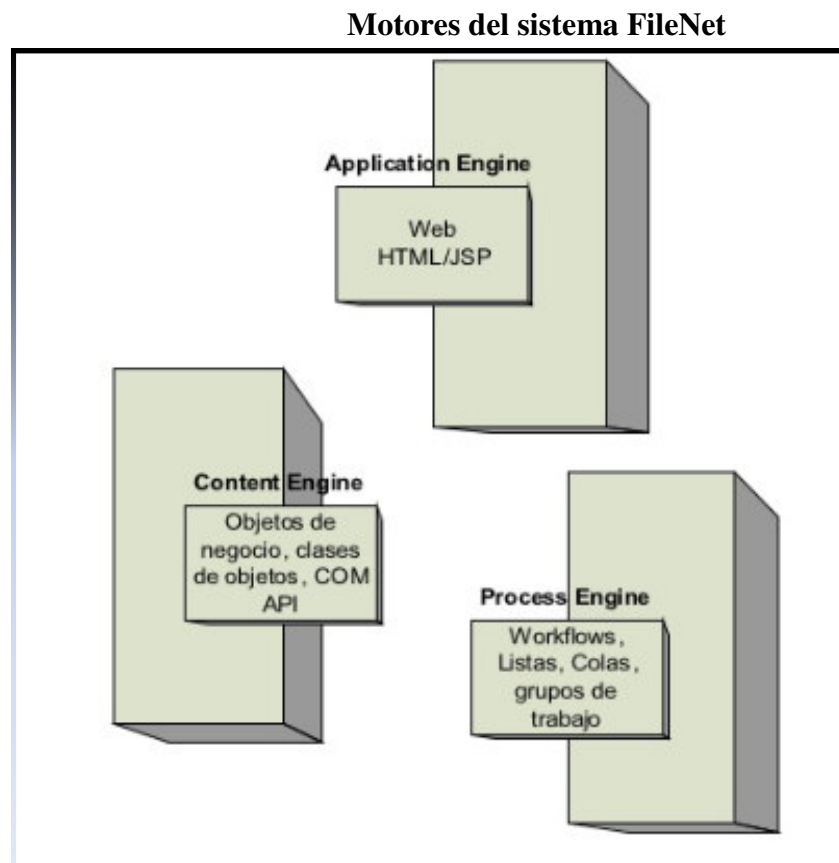 Motores del sistema FileNet
Application Engine
Web
HTML/JSP
Content Engine
Objetos de
negocio, clases
de objetos, COM
API
Process Engine
Workflows,
Listas, Colas,
grupos de
trabajo